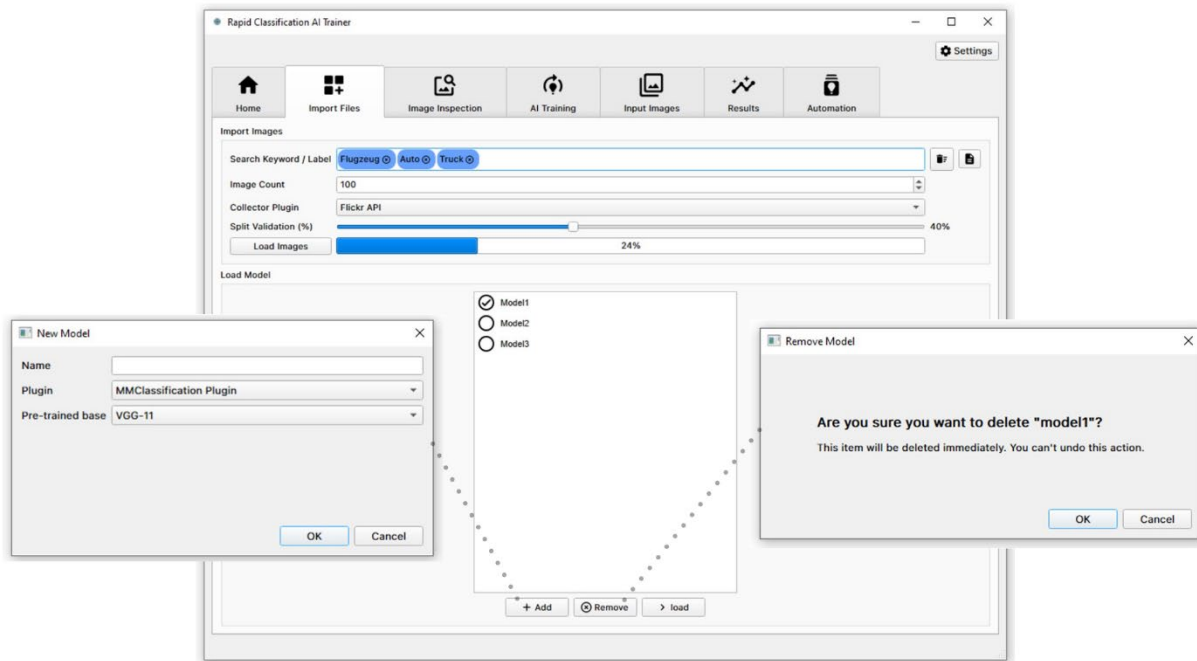 Rapid Classification AI Trainer
Settings
Home Import Files Image Inspection AI Training Input Images Results Automation
Import Images
Search Keyword / Label Flugzeug Auto Truck
Image Count 100
Collector Plugin Flickr API
Split Validation (%) 40%
Load Images 24%
Load Model
Model1
Model2
Model3
New Model
Name
Plugin MMClassification Plugin
Pre-trained base VGG-11
OK Cancel
Remove Model
Are you sure you want to delete "model1"?
This item will be deleted immediately. You can't undo this action.
OK Cancel
+ Add Remove > load